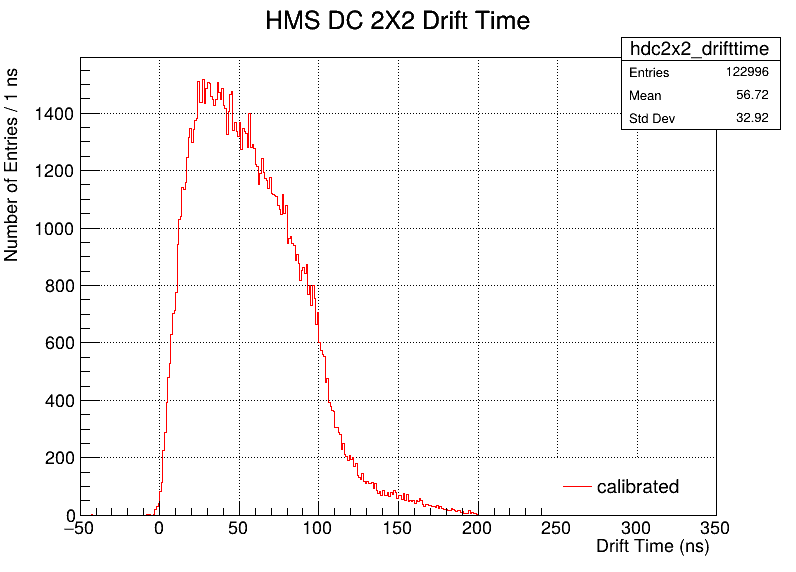 HMS DC 2X2 Drift Time
hdc2x2_drifttime
Entries 122996
Mean 56.72
Std Dev 32.92
Number of Entries / 1 ns
1400
1200
1000
800
600
400
200
0
−50 0 50 100 150 200 250 300 350
Drift Time (ns)
calibrated